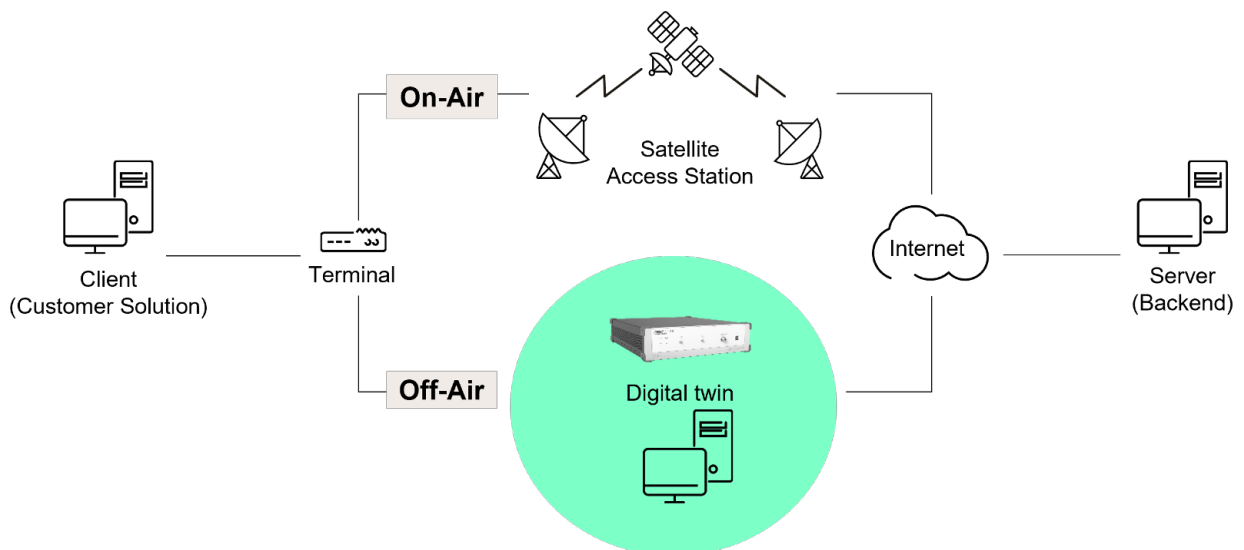 On-Air
Satellite
Access Station
Client
(Customer Solution)
Terminal
Internet
Server
(Backend)
Off-Air
Digital twin